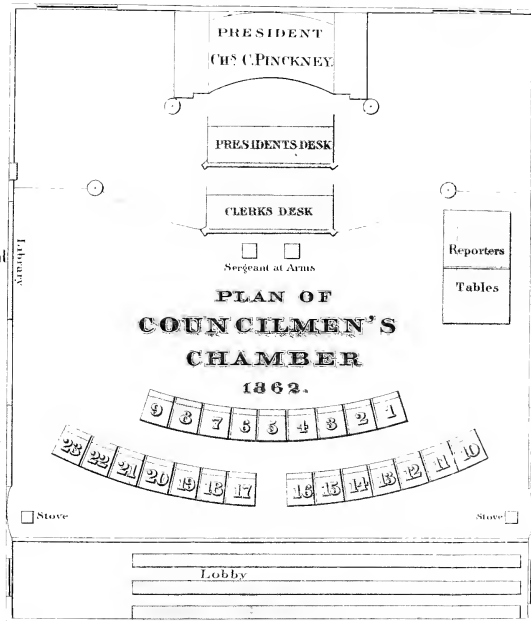 PRESIDENT
CHS. C. PINCKNEY.
PRESIDENTS DESK
CLERKS DESK
Sergeant at Arms
Library
Reporters
Tables
PLAN OF
COUNCILMEN'S
CHAMBER
1862.
9 8 7 6 5 4 3 2 1
23 22 21 20 19 18 17
16 15 14 13 12 11 10
Stove
Stove
Lobby